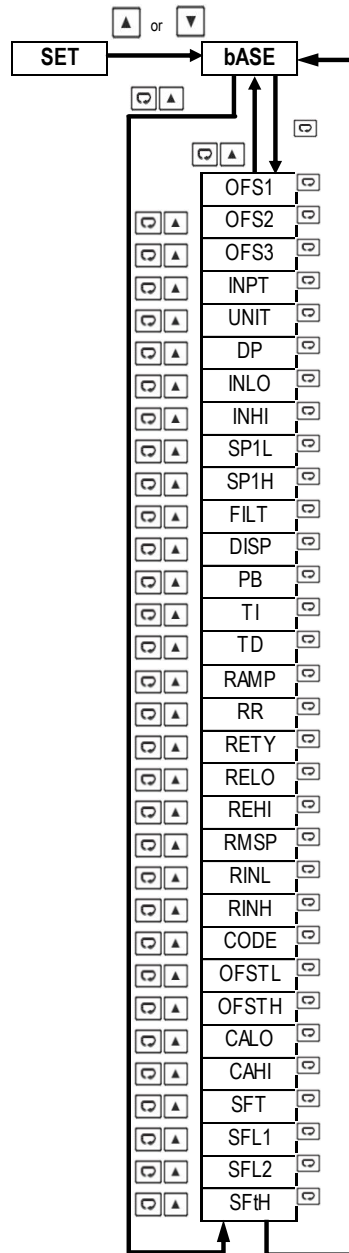 or
SET
bASE
OFS1
OFS2
OFS3
INPT
UNIT
DP
INLO
INHI
SP1L
SP1H
FILT
DISP
PB
TI
TD
RAMP
RR
RETY
RELO
REHI
RMSP
RINL
RINH
CODE
OFSTL
OFSTH
CALO
CAHI
SFT
SFL1
SFL2
SFtH